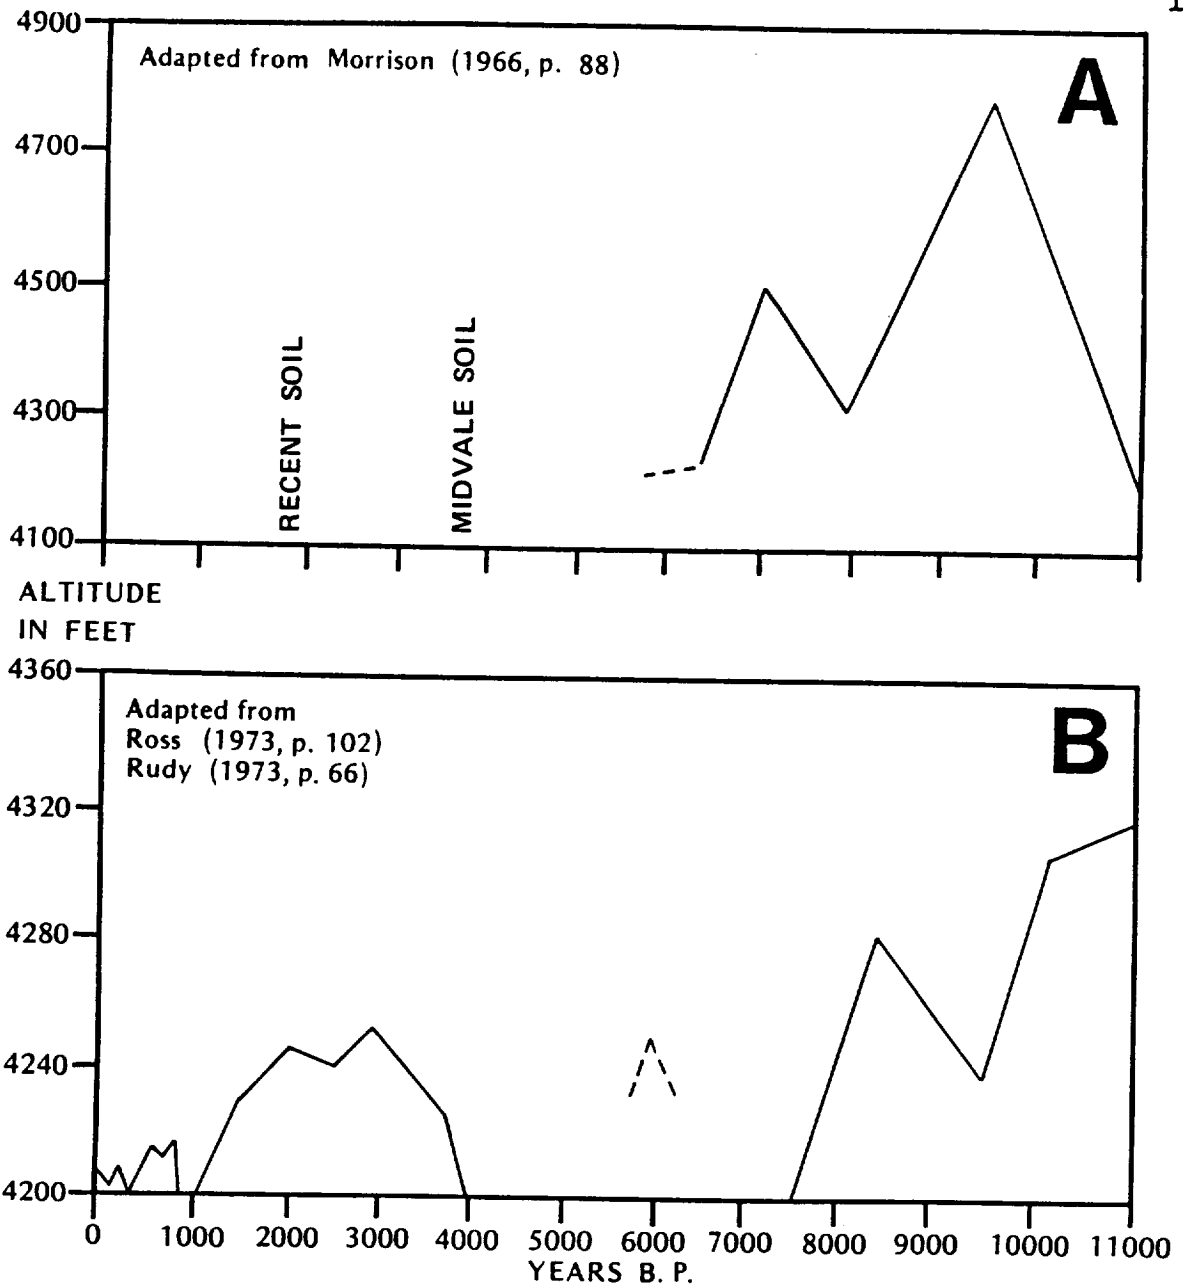 4900
Adapted from Morrison (1966, p. 88)
A
4700
4500
4300
4100
RECENT SOIL
MIDVALE SOIL
ALTITUDE
IN FEET
4360
Adapted from
Ross (1973, p. 102)
Rudy (1973, p. 66)
B
4320
4280
4240
4200
0 1000 2000 3000 4000 5000 6000 7000 8000 9000 10000 11000
YEARS B. P.